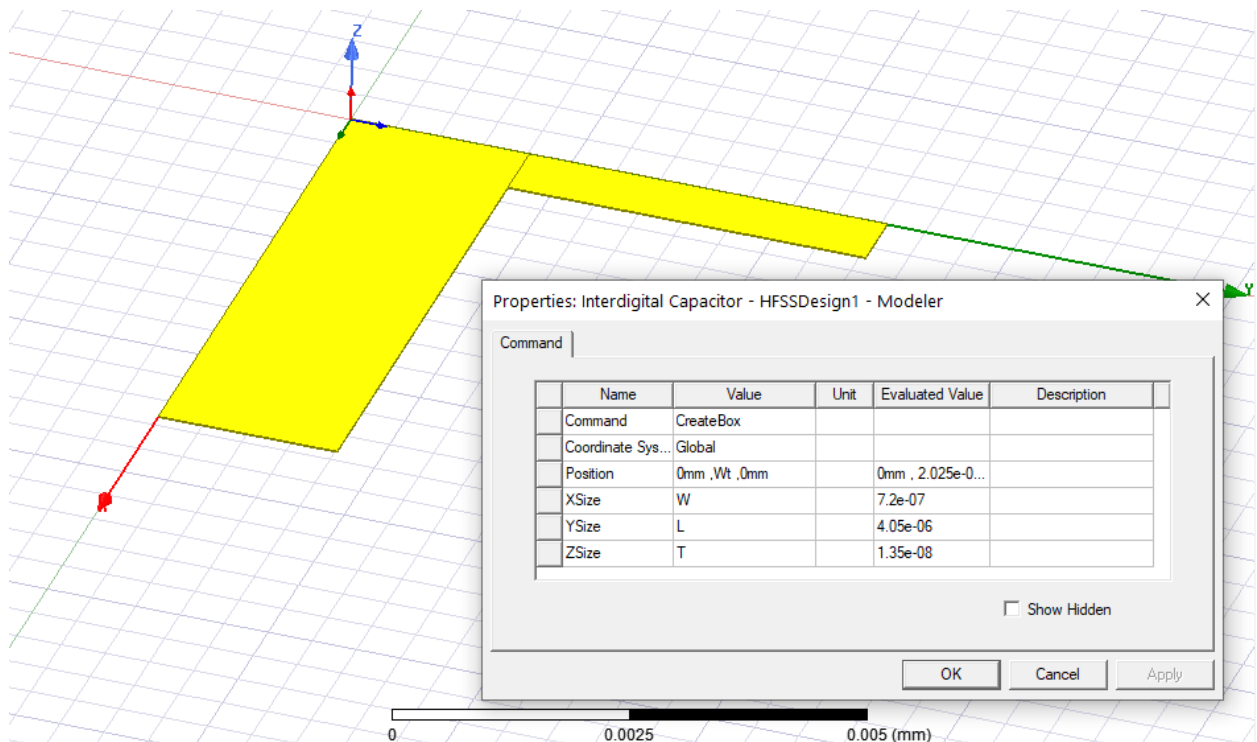 Z
Y
Properties: Interdigital Capacitor - HFSSDesign1 - Modeler
Command
Name Value Unit Evaluated Value Description
Command CreateBox
Coordinate Sys... Global
Position 0mm ,Wt ,0mm 0mm , 2.025e-0...
XSize W 7.2e-07
YSize L 4.05e-06
ZSize T 1.35e-08
Show Hidden
OK Cancel Apply
0 0.0025 0.005 (mm)